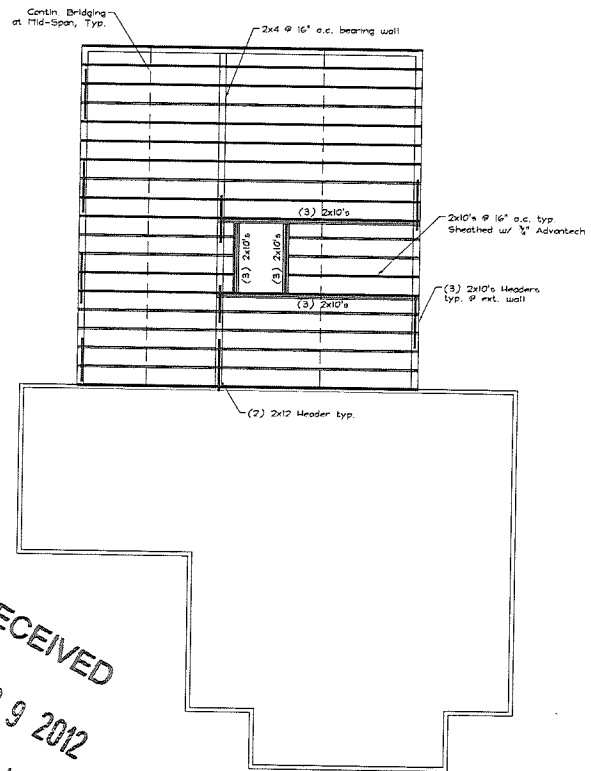 Contin. Bridging
at Mid-Span, Typ.
2x4 @ 16" o.c. bearing wall
(3) 2x10's
2x10's @ 16" o.c. typ.
Sheathed w/ ¾" Advantech
(3) 2x10's
(3) 2x10's
(3) 2x10's
(3) 2x10's Headers
typ. @ ext. wall
(2) 2x12 Header typ.
9 2012